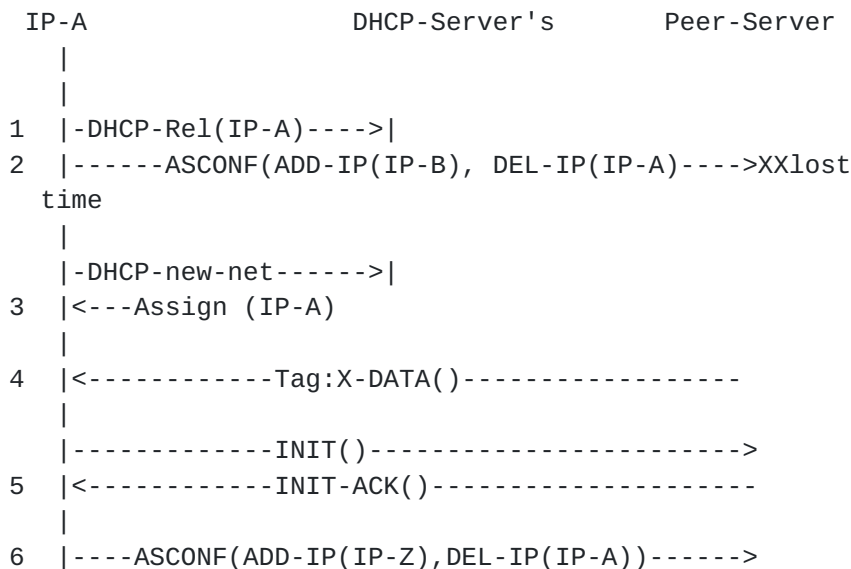 IP-A                 DHCP-Server's       Peer-Server
   |
   |
1  |-DHCP-Rel(IP-A)---->|
2  |------ASCONF(ADD-IP(IP-B), DEL-IP(IP-A)---->XXlost
  time
   |
   |-DHCP-new-net------>|
3  |<---Assign (IP-A)
   |
4  |<------------Tag:X-DATA()------------------
   |
   |-------------INIT()------------------------>
5  |<------------INIT-ACK()---------------------
   |
6  |----ASCONF(ADD-IP(IP-Z),DEL-IP(IP-A))------>